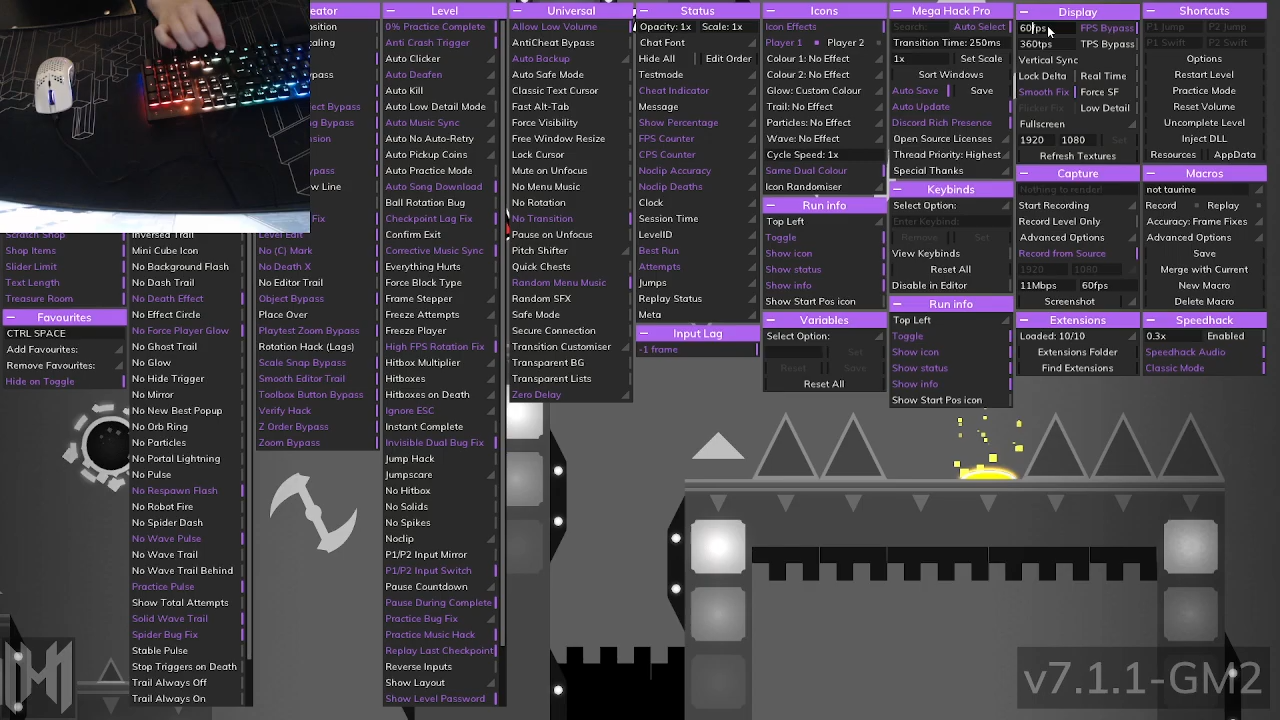 eator
osition
caling
ject Bypass
g Bypass
ypass
w Line
Fix
Scratch Shop
Shop Items
Slider Limit
Text Length
Treasure Room
Favourites
CTRL SPACE
Add Favourites:
Remove Favourites:
Hide on Toggle
Inversed Trail
Mini Cube Icon
No Background Flash
No Dash Trail
No Death Effect
No Effect Circle
No Force Player Glow
No Ghost Trail
No Glow
No Hide Trigger
No Mirror
No New Best Popup
No Orb Ring
No Particles
No Portal Lightning
No Pulse
No Respawn Flash
No Robot Fire
No Spider Dash
No Wave Pulse
No Wave Trail
No Wave Trail Behind
Practice Pulse
Show Total Attempts
Solid Wave Trail
Spider Bug Fix
Stable Pulse
Stop Triggers on Death
Trail Always Off
Trail Always On
Level Edit
No (C) Mark
No Death X
No Editor Trail
Object Bypass
Place Over
Playtest Zoom Bypass
Rotation Hack (Lags)
Scale Snap Bypass
Smooth Editor Trail
Toolbox Button Bypass
Verify Hack
Z Order Bypass
Zoom Bypass
Level
0% Practice Complete
Anti Crash Trigger
Auto Clicker
Auto Deafen
Auto Kill
Auto Low Detail Mode
Auto Music Sync
Auto No Auto-Retry
Auto Pickup Coins
Auto Practice Mode
Auto Song Download
Ball Rotation Bug
Checkpoint Lag Fix
Confirm Exit
Corrective Music Sync
Everything Hurts
Force Block Type
Frame Stepper
Freeze Attempts
Freeze Player
High FPS Rotation Fix
Hitbox Multiplier
Hitboxes
Hitboxes on Death
Ignore ESC
Instant Complete
Invisible Dual Bug Fix
Jump Hack
Jumpscare
No Hitbox
No Solids
No Spikes
Noclip
P1/P2 Input Mirror
P1/P2 Input Switch
Pause Countdown
Pause During Complete
Practice Bug Fix
Practice Music Hack
Replay Last Checkpoint
Reverse Inputs
Show Layout
Show Level Password
Universal
Allow Low Volume
AntiCheat Bypass
Auto Backup
Auto Safe Mode
Classic Text Cursor
Fast Alt-Tab
Force Visibility
Free Window Resize
Lock Cursor
Mute on Unfocus
No Menu Music
No Rotation
No Transition
Pause on Unfocus
Pitch Shifter
Quick Chests
Random Menu Music
Random SFX
Safe Mode
Secure Connection
Transition Customiser
Transparent BG
Transparent Lists
Zero Delay
Status
Opacity: 1x Scale: 1x
Chat Font
Hide All Edit Order
Testmode
Cheat Indicator
Message
Show Percentage
FPS Counter
CPS Counter
Noclip Accuracy
Noclip Deaths
Clock
Session Time
LevelID
Best Run
Attempts
Jumps
Replay Status
Meta
Input Lag
-1 frame
Icons
Icon Effects
Player 1 Player 2
Colour 1: No Effect
Colour 2: No Effect
Glow: Custom Colour
Trail: No Effect
Particles: No Effect
Wave: No Effect
Cycle Speed: 1x
Same Dual Colour
Icon Randomiser
Run info
Top Left
Toggle
Show icon
Show status
Show info
Show Start Pos icon
Variables
Select Option:
Set
Reset Save
Reset All
Mega Hack Pro
Search: Auto Select
Transition Time: 250ms
1x Set Scale
Sort Windows
Auto Save Save
Auto Update
Discord Rich Presence
Open Source Licenses
Thread Priority: Highest
Special Thanks
Keybinds
Select Option:
Enter Keybind:
Remove Set
View Keybinds
Reset All
Disable in Editor
Run info
Top Left
Toggle
Show icon
Show status
Show info
Show Start Pos icon
Display
60fps FPS Bypass
360tps TPS Bypass
Vertical Sync
Lock Delta Real Time
Smooth Fix Force SF
Flicker Fix Low Detail
Fullscreen
1920 1080 Set
Refresh Textures
Capture
Nothing to render!
Start Recording
Record Level Only
Advanced Options
Record from Source
1920 1080
11Mbps 60fps
Screenshot
Extensions
Loaded: 10/10
Extensions Folder
Find Extensions
Shortcuts
P1 Jump P2 Jump
P1 Swift P2 Swift
Options
Restart Level
Practice Mode
Reset Volume
Uncomplete Level
Inject DLL
Resources AppData
Macros
not taurine
Record Replay
Accuracy: Frame Fixes
Advanced Options
Save
Merge with Current
New Macro
Delete Macro
Speedhack
0.3x Enabled
Speedhack Audio
Classic Mode
v7.1.1-GM2